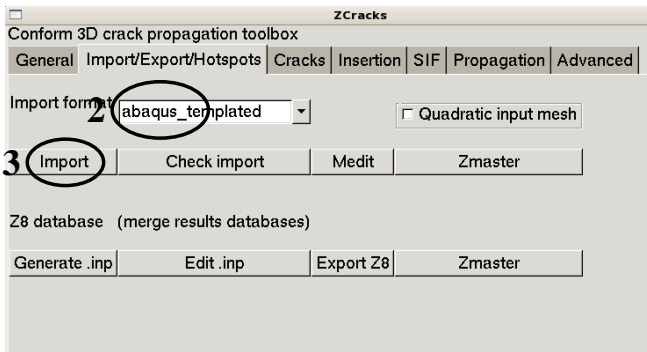 ZCracks
Conform 3D crack propagation toolbox
General Import/Export/Hotspots Cracks Insertion SIF Propagation Advanced
Import format 2 abaqus_templated Quadratic input mesh
3 Import Check import Medit Zmaster
Z8 database (merge results databases)
Generate .inp Edit .inp Export Z8 Zmaster